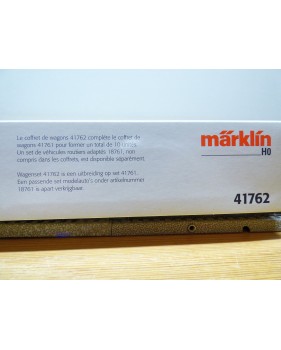 Le coffret de wagons 41762 complète le coffret de
wagons 41761 pour former un total de 10 unités.
Un set de véhicules routiers adaptés, 18761, non
compris dans les coffrets, est disponible séparément.
Wagenset 41762 is een uitbreiding op set 41761.
Een passende set modelauto's onder artikelnummer
18761 is apart verkrijgbaar.
märklin
H0
41762